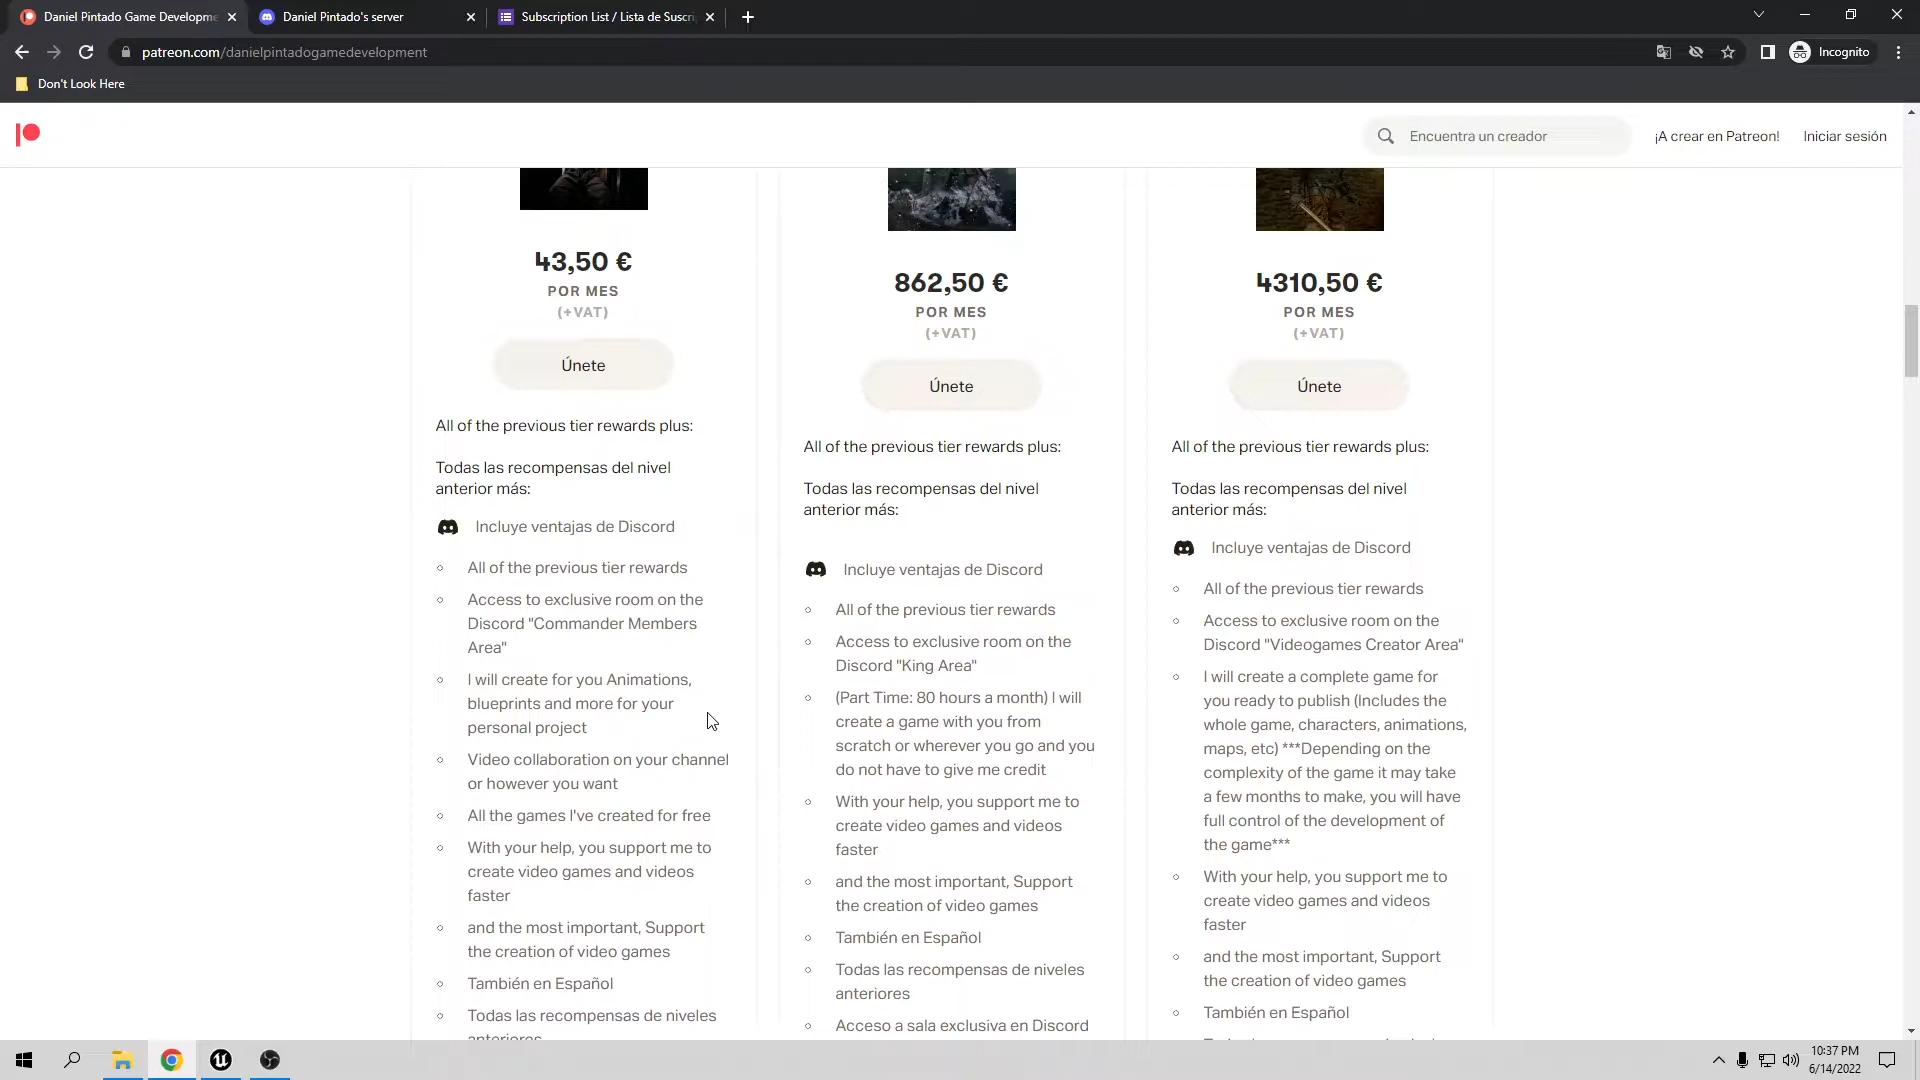 Daniel Pintado Game Developme
Daniel Pintado's server
Subscription List / Lista de Suscri
patreon.com/danielpintadogamedevelopment
Incognito
Don't Look Here
Encuentra un creador
¡A crear en Patreon!
Iniciar sesión
43,50 €
POR MES
(+VAT)
Únete
All of the previous tier rewards plus:
Todas las recompensas del nivel
anterior más:
Incluye ventajas de Discord
All of the previous tier rewards
Access to exclusive room on the
Discord "Commander Members
Area"
I will create for you Animations,
blueprints and more for your
personal project
Video collaboration on your channel
or however you want
All the games I've created for free
With your help, you support me to
create video games and videos
faster
and the most important, Support
the creation of video games
También en Español
Todas las recompensas de niveles
anteriores
862,50 €
POR MES
(+VAT)
Únete
All of the previous tier rewards plus:
Todas las recompensas del nivel
anterior más:
Incluye ventajas de Discord
All of the previous tier rewards
Access to exclusive room on the
Discord "King Area"
(Part Time: 80 hours a month) I will
create a game with you from
scratch or wherever you go and you
do not have to give me credit
With your help, you support me to
create video games and videos
faster
and the most important, Support
the creation of video games
También en Español
Todas las recompensas de niveles
anteriores
Acceso a sala exclusiva en Discord
4310,50 €
POR MES
(+VAT)
Únete
All of the previous tier rewards plus:
Todas las recompensas del nivel
anterior más:
Incluye ventajas de Discord
All of the previous tier rewards
Access to exclusive room on the
Discord "Videogames Creator Area"
I will create a complete game for
you ready to publish (Includes the
whole game, characters, animations,
maps, etc) ***Depending on the
complexity of the game it may take
a few months to make, you will have
full control of the development of
the game***
With your help, you support me to
create video games and videos
faster
and the most important, Support
the creation of video games
También en Español
10:37 PM
6/14/2022